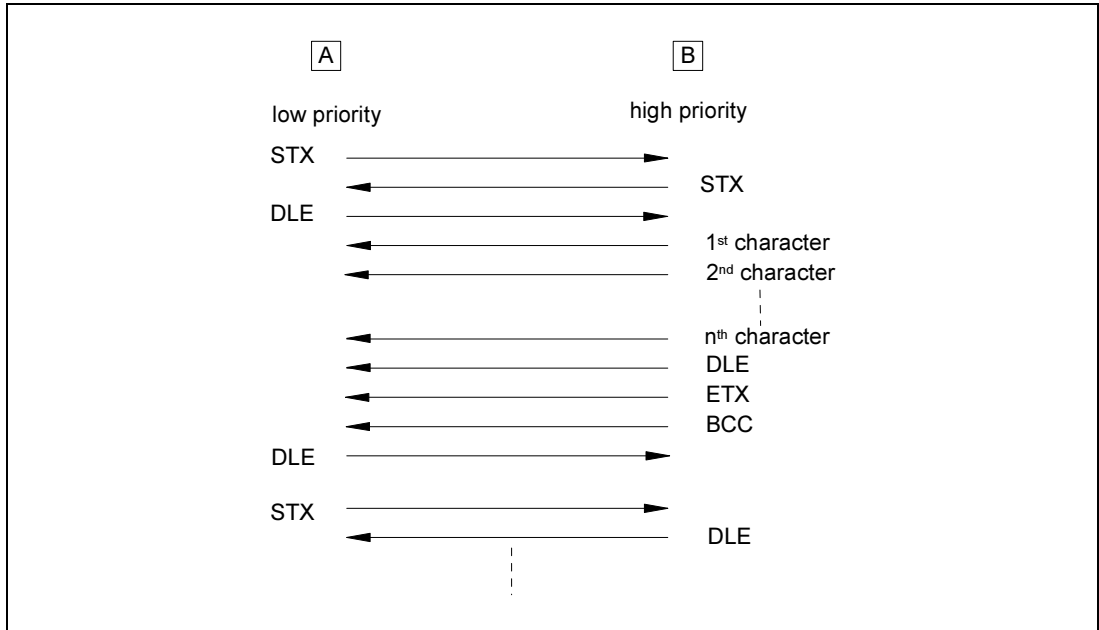 A B
low priority high priority
STX
STX
DLE
1st character
2nd character
nth character
DLE
ETX
BCC
DLE
STX
DLE